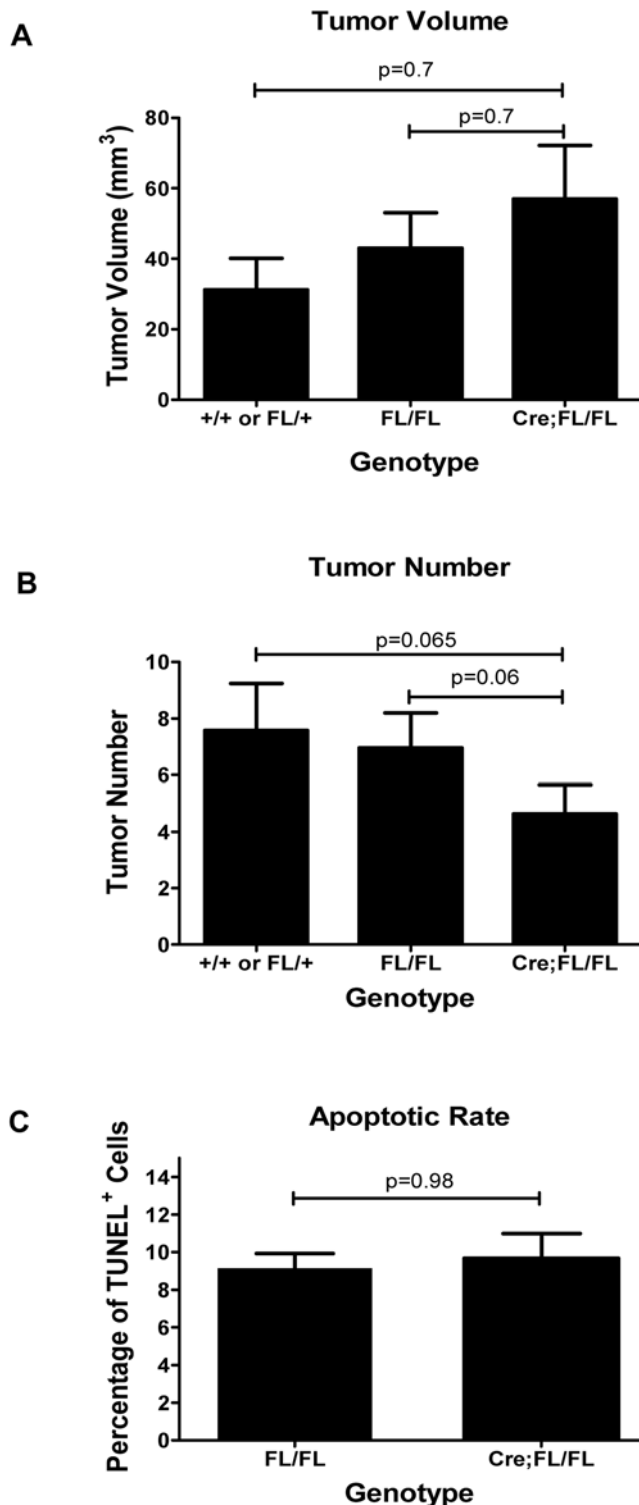 A
Tumor Volume
p=0.7
p=0.7
Tumor Volume (mm³)
80
60
40
20
0
+/+ or FL/+ FL/FL Cre;FL/FL
Genotype
B
Tumor Number
p=0.065
p=0.06
Tumor Number
10
8
6
4
2
0
+/+ or FL/+ FL/FL Cre;FL/FL
Genotype
C
Apoptotic Rate
p=0.98
Percentage of TUNEL⁺ Cells
14
12
10
8
6
4
2
0
FL/FL Cre;FL/FL
Genotype